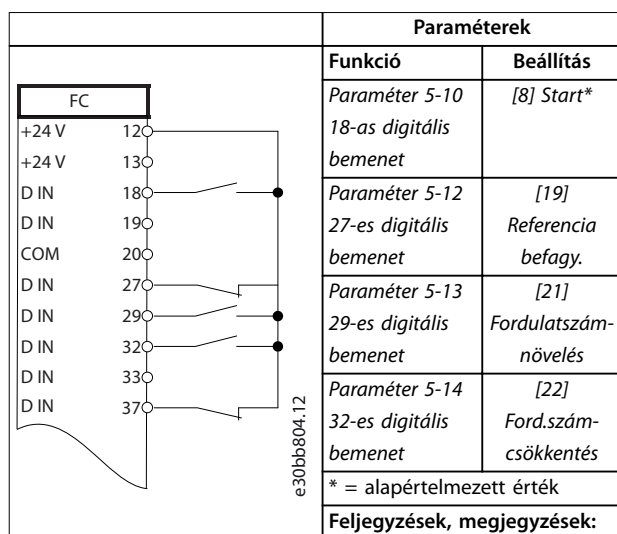 FC
+24 V 12
+24 V 13
D IN 18
D IN 19
COM 20
D IN 27
D IN 29
D IN 32
D IN 33
D IN 37
e30bb804.12
Paraméterek
Funkció Beállítás
Paraméter 5-10 [8] Start*
18-as digitális
bemenet
Paraméter 5-12 [19]
27-es digitális Referencia
bemenet befagy.
Paraméter 5-13 [21]
29-es digitális Fordulatszám-
bemenet növelés
Paraméter 5-14 [22]
32-es digitális Ford.szám-
bemenet csökkentés
* = alapértelmezett érték
Feljegyzések, megjegyzések: